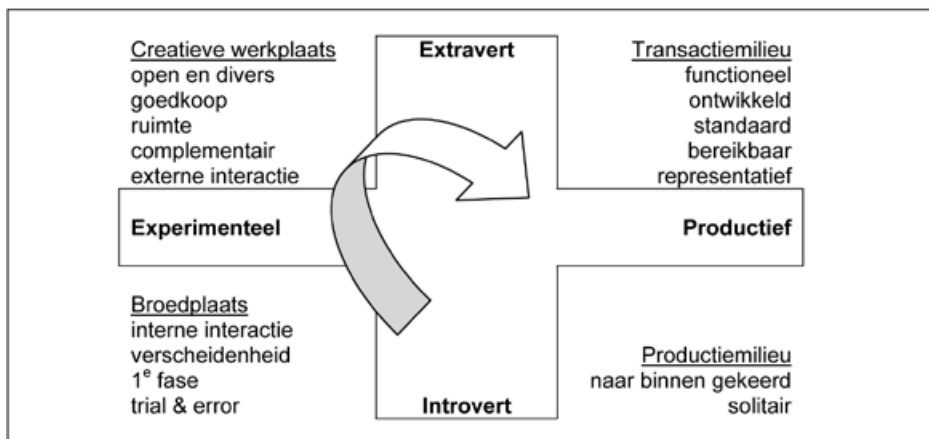 Creatieve werkplaats
open en divers
goedkoop
ruimte
complementair
externe interactie
Extravert
Transactiemilieu
functioneel
ontwikkeld
standaard
bereikbaar
representatief
Experimenteel
Productief
Broedplaats
interne interactie
verscheidenheid
1e fase
trial & error
Introvert
Productiemilieu
naar binnen gekeerd
solitair